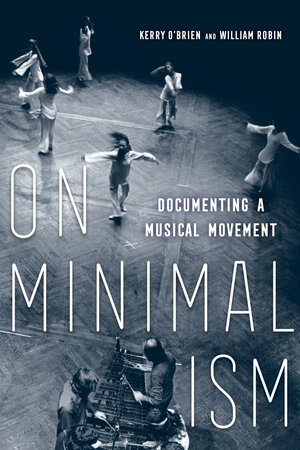 KERRY O'BRIEN AND WILLIAM ROBIN
ON
DOCUMENTING A
MUSICAL MOVEMENT
MINIMAL
ISM